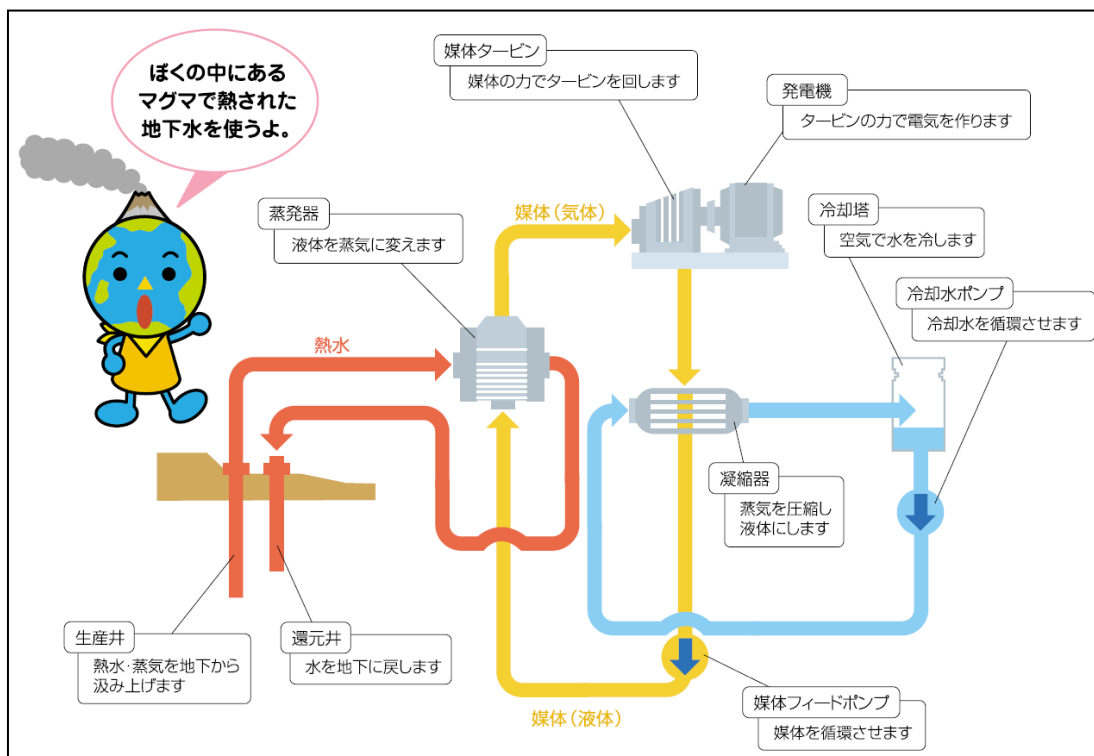 ぼくの中にある
マグマで熱された
地下水を使うよ。
媒体タービン
媒体の力でタービンを回します
発電機
タービンの力で電気を作ります
蒸発器
液体を蒸気に変えます
媒体(気体)
冷却塔
空気で水を冷します
冷却水ポンプ
冷却水を循環させます
熱水
凝縮器
蒸気を圧縮し
液体にします
生産井
熱水・蒸気を地下から
汲み上げます
還元井
水を地下に戻します
媒体(液体)
媒体フィードポンプ
媒体を循環させます